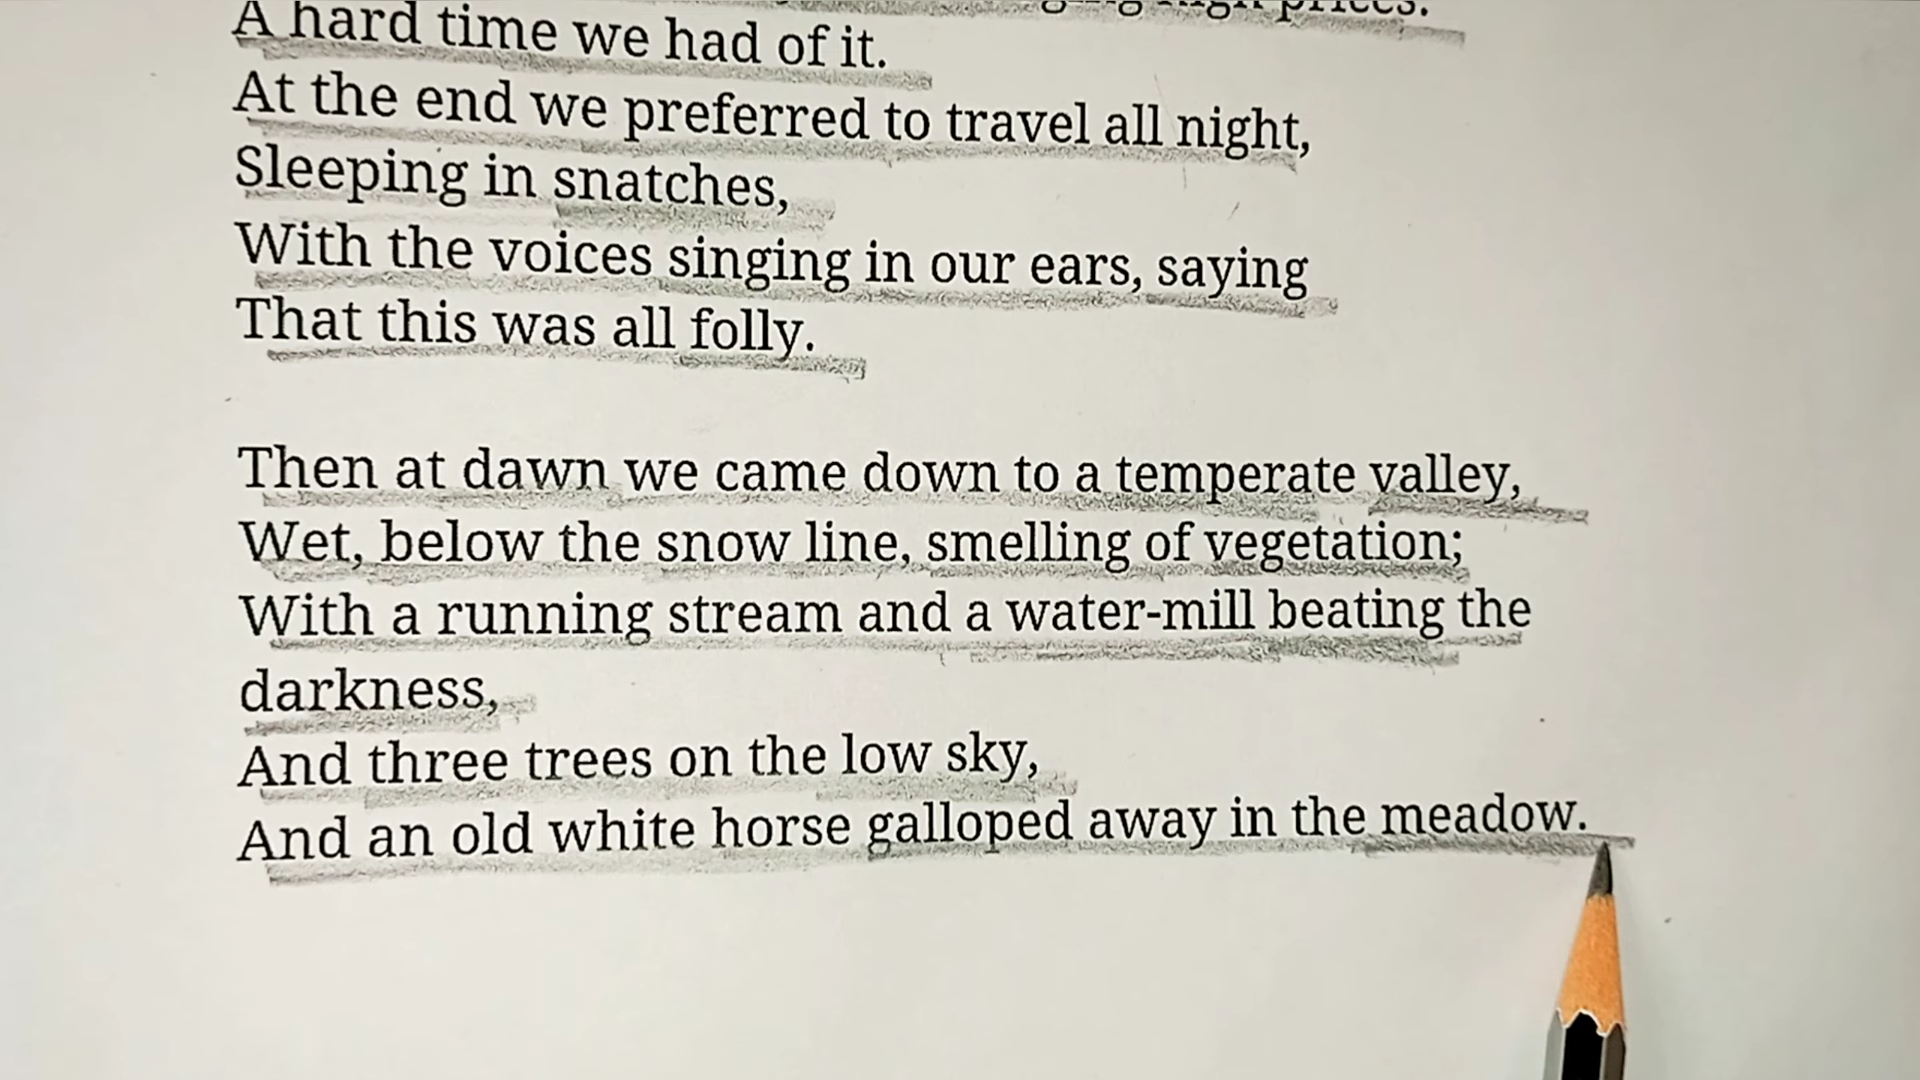 high prices.
A hard time we had of it.
At the end we preferred to travel all night,
Sleeping in snatches,
With the voices singing in our ears, saying
That this was all folly.
Then at dawn we came down to a temperate valley,
Wet, below the snow line, smelling of vegetation;
With a running stream and a water-mill beating the
darkness,
And three trees on the low sky,
And an old white horse galloped away in the meadow.